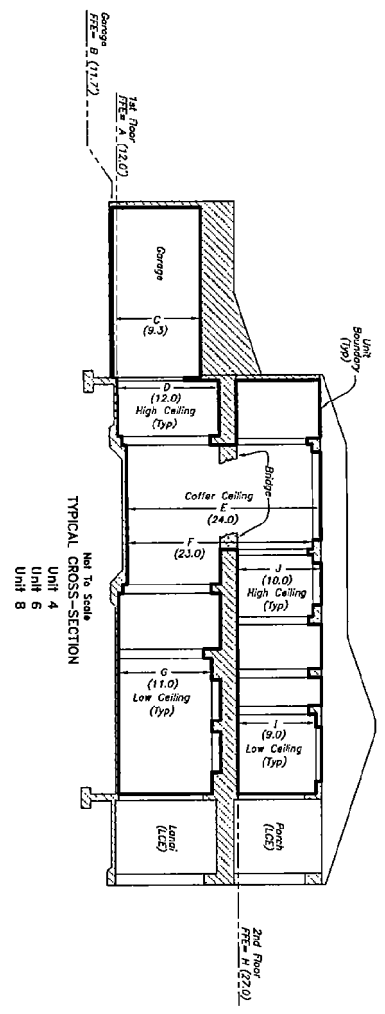 Garage
FFE= B (11.7')
1st Floor
FFE= A (12.0')
Garage
C
(9.3)
Unit
Boundary
(Typ)
D
(12.0)
High Ceiling
(Typ)
Bridge
Coffer Ceiling
E
(24.0)
F
(23.0)
J
(10.0)
High Ceiling
(Typ)
G
(11.0)
Low Ceiling
(Typ)
I
(9.0)
Low Ceiling
(Typ)
Lanai
(LCE)
Porch
(LCE)
2nd Floor
FFE= H (27.0)
Not To Scale
TYPICAL CROSS-SECTION
Unit 4
Unit 6
Unit 8